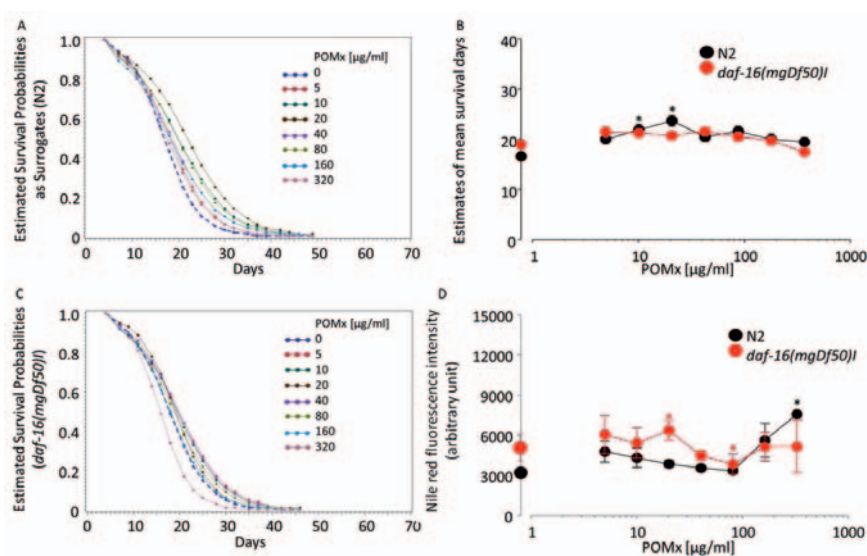 A
Estimated Survival Probabilities
as Surrogates (N2)
1.0
0.8
0.6
0.4
0.2
0
0 10 20 30 40 50 60 70
Days
POMx [µg/ml]
0
5
10
20
40
80
160
320
B
Estimates of mean survival days
40
30
20
10
0
N2
daf-16(mgDf50)I
* *
1 10 100 1000
POMx [µg/ml]
C
Estimated Survival Probabilities
(daf-16(mgDf50)I)
1.0
0.8
0.6
0.4
0.2
0
0 10 20 30 40 50 60 70
Days
POMx [µg/ml]
0
5
10
20
40
80
160
320
D
Nile red fluorescence intensity
(arbitrary unit)
15000
12000
9000
6000
3000
0
N2
daf-16(mgDf50)I
* * *
1 10 100 1000
POMx [µg/ml]